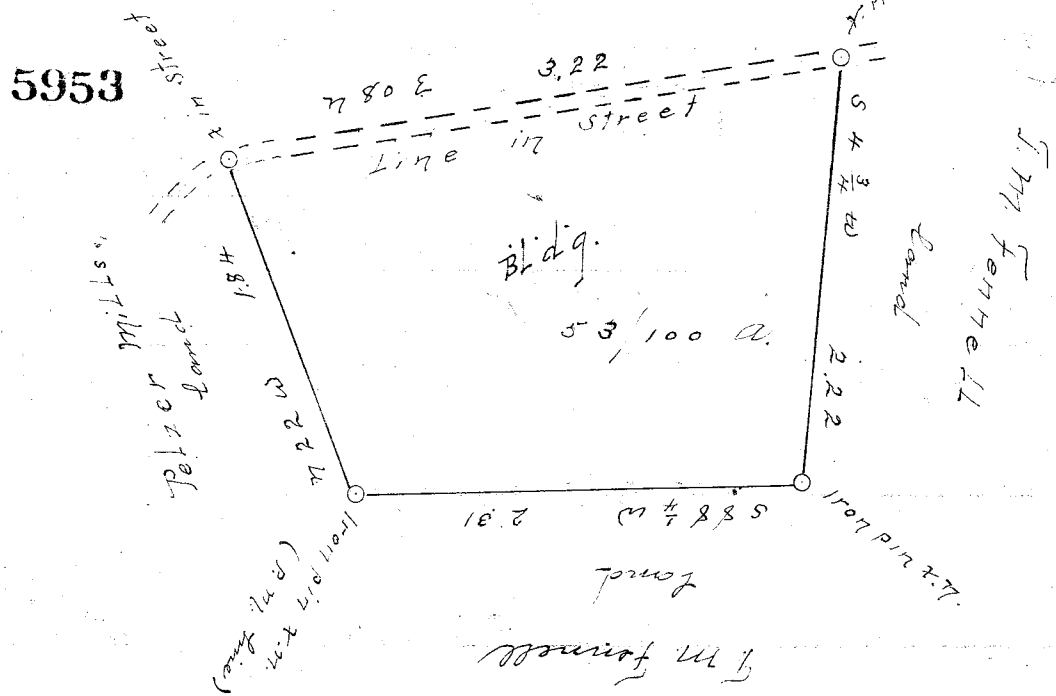 5953
x in street
N 80 E
3.22
Line in street
S 4 3/4 W
2.22
T. M. Fennell
Land
Bldg.
53/100 a.
1.84
N 22 W
Pelzer Mill's
Land
Iron pin x.n.
(P. M. Line)
S 88 1/4 W
2.31
Iron pin n.x.
Land
T. M. Fennell